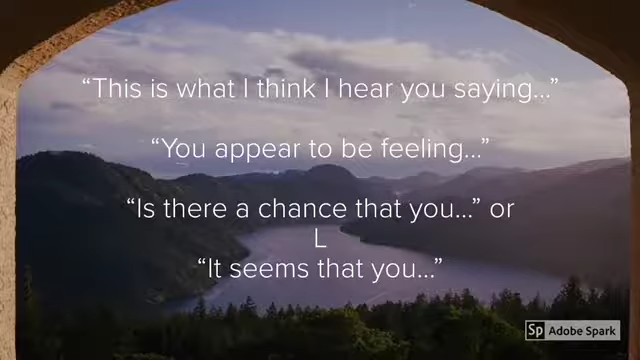 “This is what I think I hear you saying...”
“You appear to be feeling...”
“Is there a chance that you...” or
L
“It seems that you...”
Sp Adobe Spark